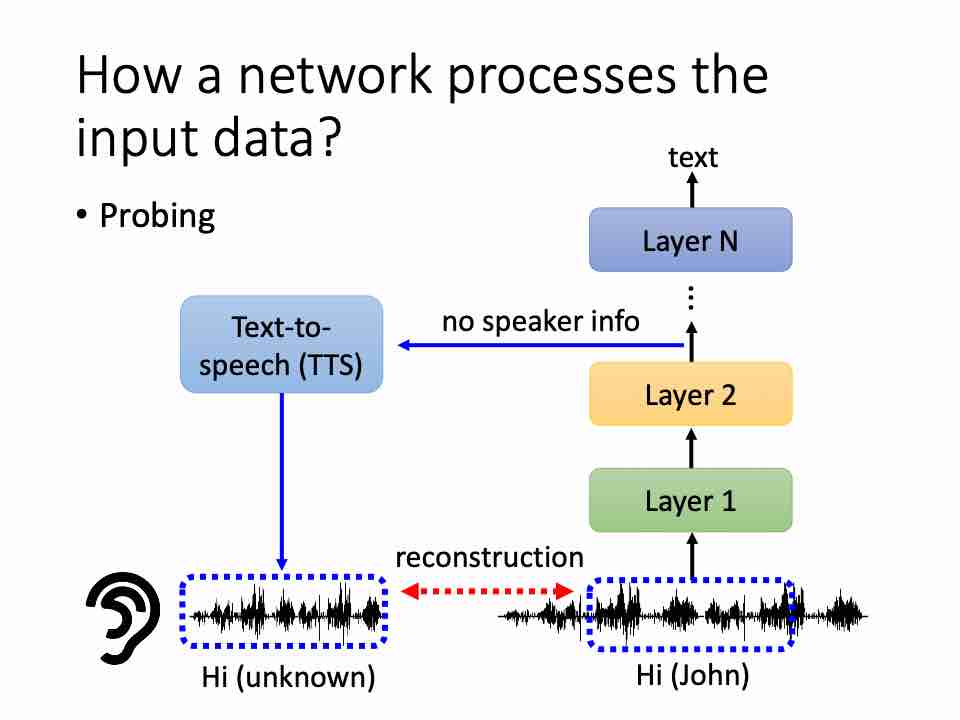 How a network processes the
input data?
• Probing
text
Layer N
⋮
no speaker info
Text-to-
speech (TTS)
Layer 2
Layer 1
reconstruction
Hi (unknown)
Hi (John)